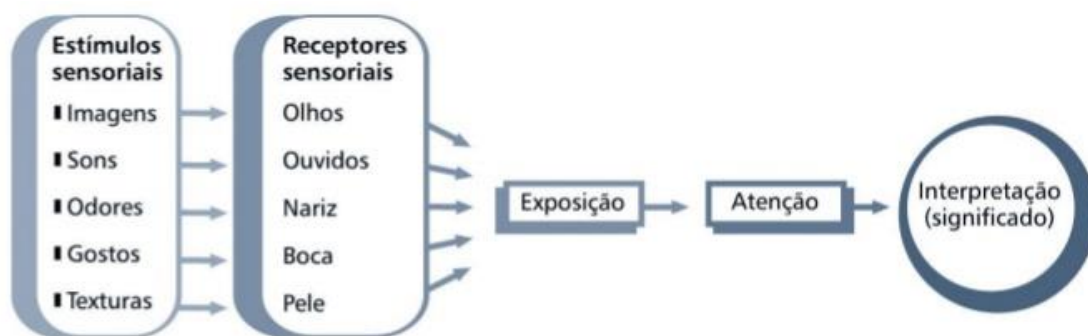 Estímulos
sensoriais
Imagens
Sons
Odores
Gostos
Texturas
Receptores
sensoriais
Olhos
Ouvidos
Nariz
Boca
Pele
Exposição
Atenção
Interpretação
(significado)